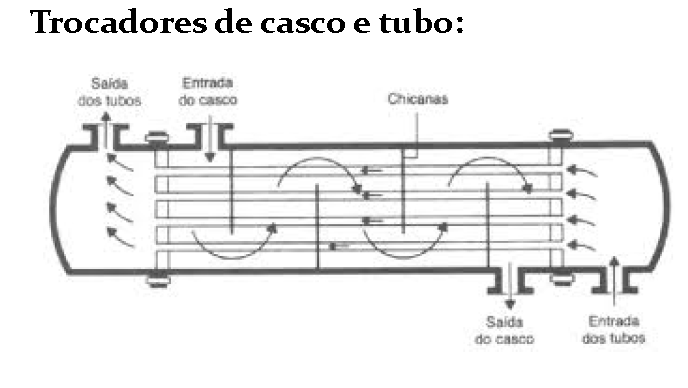 Trocadores de casco e tubo:
Saída
dos tubos
Entrada
do casco
Chicanas
Saída
do casco
Entrada
dos tubos